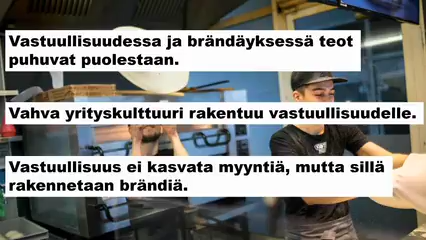 Vastuullisuudessa ja brändäyksessä teot
puhuvat puolestaan.
Vahva yrityskulttuuri rakentuu vastuullisuudelle.
Vastuullisuus ei kasvata myyntiä, mutta sillä
rakennetaan brändiä.